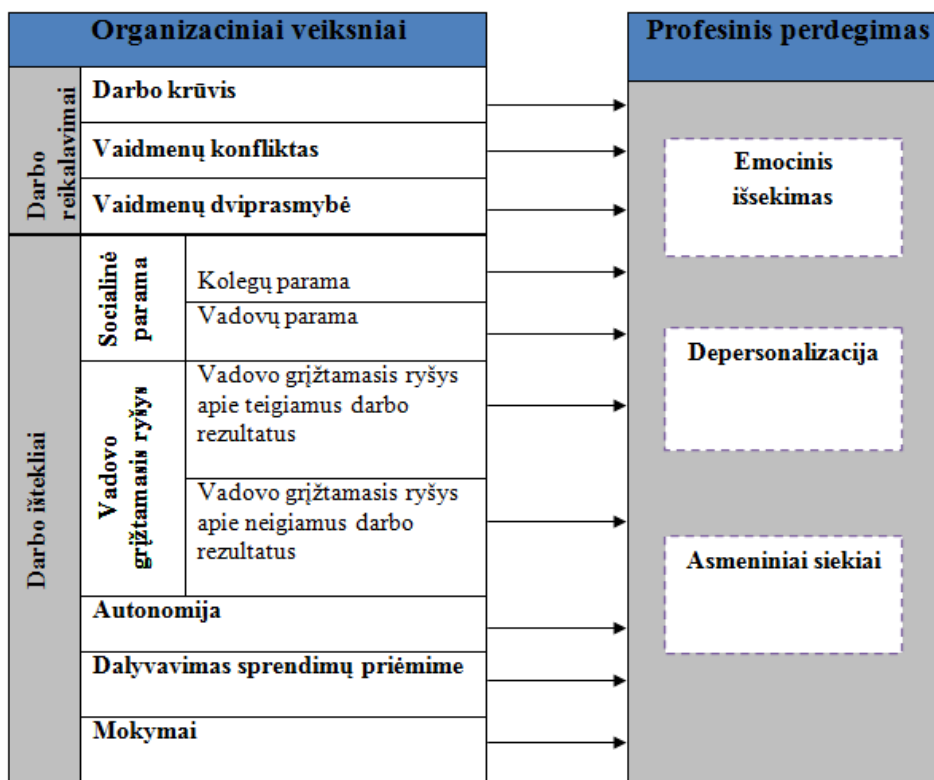 Organizaciniai veiksniai
Profesinis perdegimas
Darbo
reikalavimai
Darbo krūvis
Vaidmenų konfliktas
Vaidmenų dviprasmybė
Darbo ištekliai
Socialinė
parama
Kolegų parama
Vadovų parama
Vadovo
grįžtamasis ryšys
Vadovo grįžtamasis ryšys
apie teigiamus darbo
rezultatus
Vadovo grįžtamasis ryšys
apie neigiamus darbo
rezultatus
Autonomija
Dalyvavimas sprendimų priėmime
Mokymai
Emocinis
išsekimas
Depersonalizacija
Asmeniniai siekiai